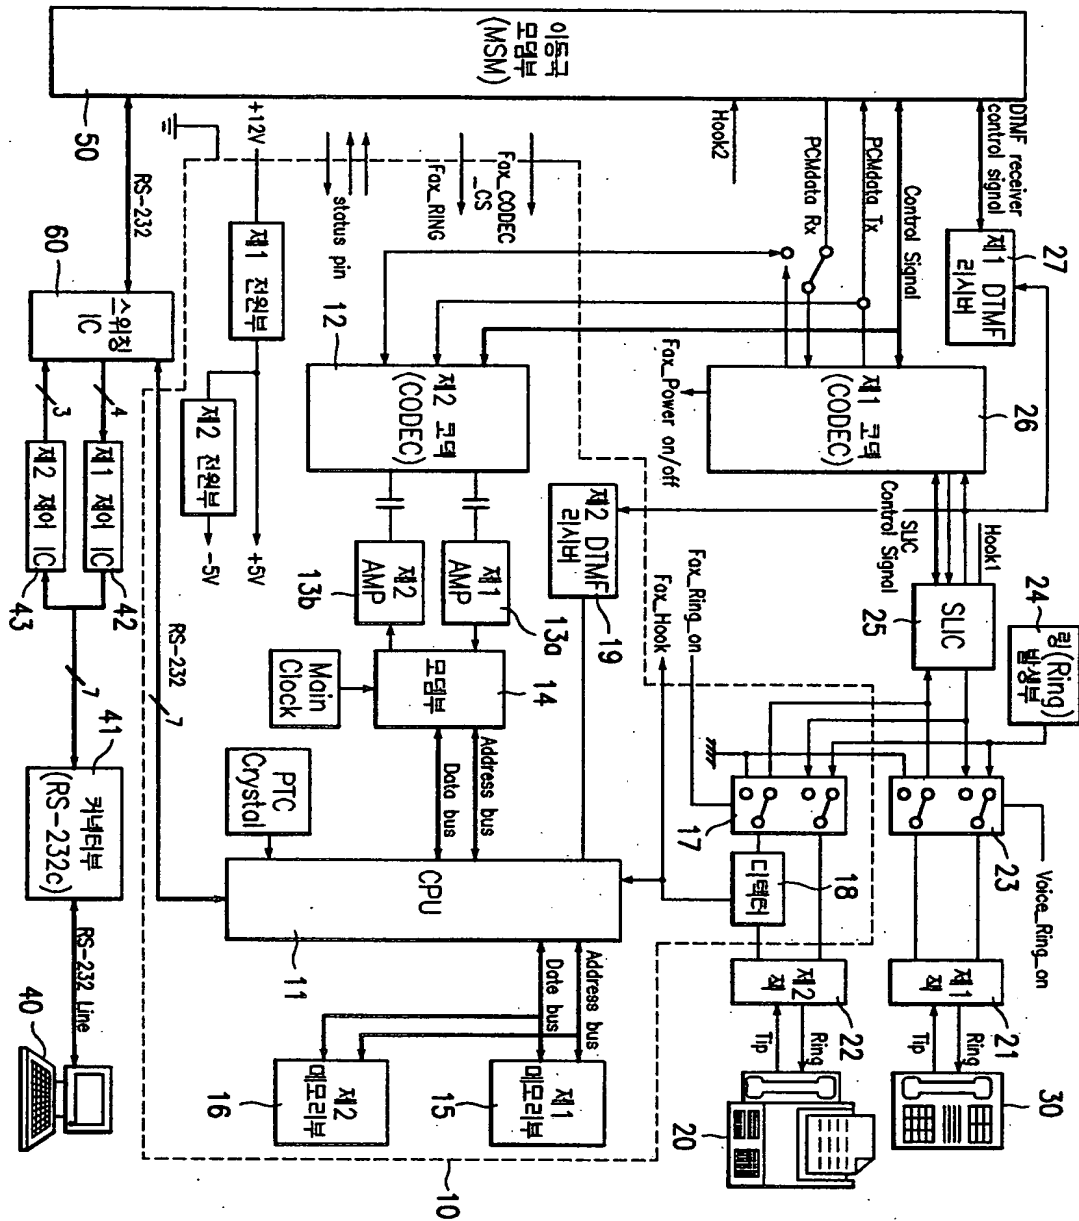 이동국
모뎀부
(MSM)
50
DTMF receiver
control signal
제1 DTMF
리시버
27
Control Signal
PCMdata Tx
PCMdata Rx
Hook2
제1 코덱
(CODEC)
26
Fax_Power on/off
Hook1
SLIC
Control Signal
SLIC
25
링(Ring)
발생부
24
Voice_Ring_on
23
제1
잭
21
Ring
Tip
30
17
디텍터
18
제2
잭
22
Ring
Tip
20
Fax_Ring_on
Fax_Hook
제2 DTMF
리시버
19
Fax_CODEC
_CS
Fax_RING
status pin
제2 코덱
(CODEC)
12
제1
AMP
13a
제2
AMP
13b
모뎀부
14
Main
Clock
PTC
Crystal
Address bus
Data bus
CPU
11
Address bus
Date bus
제1
메모리부
15
제2
메모리부
16
10
+12V
제1 전원부
제2 전원부
+5V
-5V
RS-232
스위칭
IC
60
RS-232
7
4
3
제1 제어 IC
42
제2 제어 IC
43
7
커넥터부
(RS-232c)
41
RS-232 Line
40